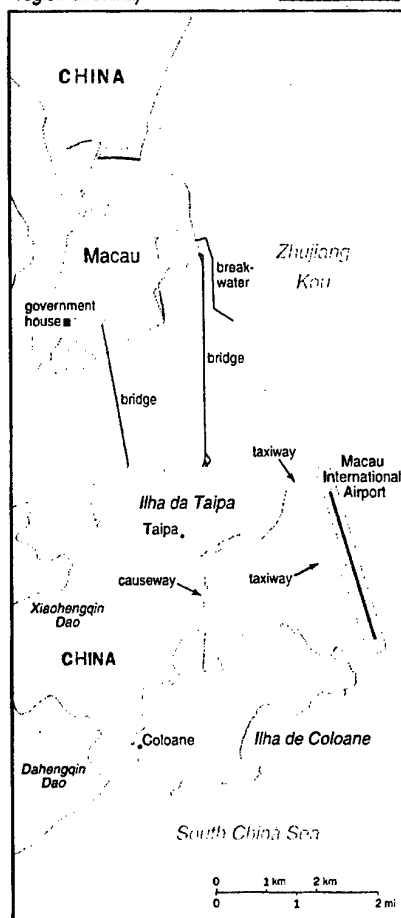 CHINA
Macau
Zhujiang
Kou
break-
water
government
house
bridge
bridge
taxiway
Macau
International
Airport
Ilha da Taipa
Taipa
causeway
taxiway
Xiaohengqin
Dao
CHINA
Coloane
Ilha de Coloane
Dahengqin
Dao
South China Sea
0 1 km 2 km
0 1 2 mi